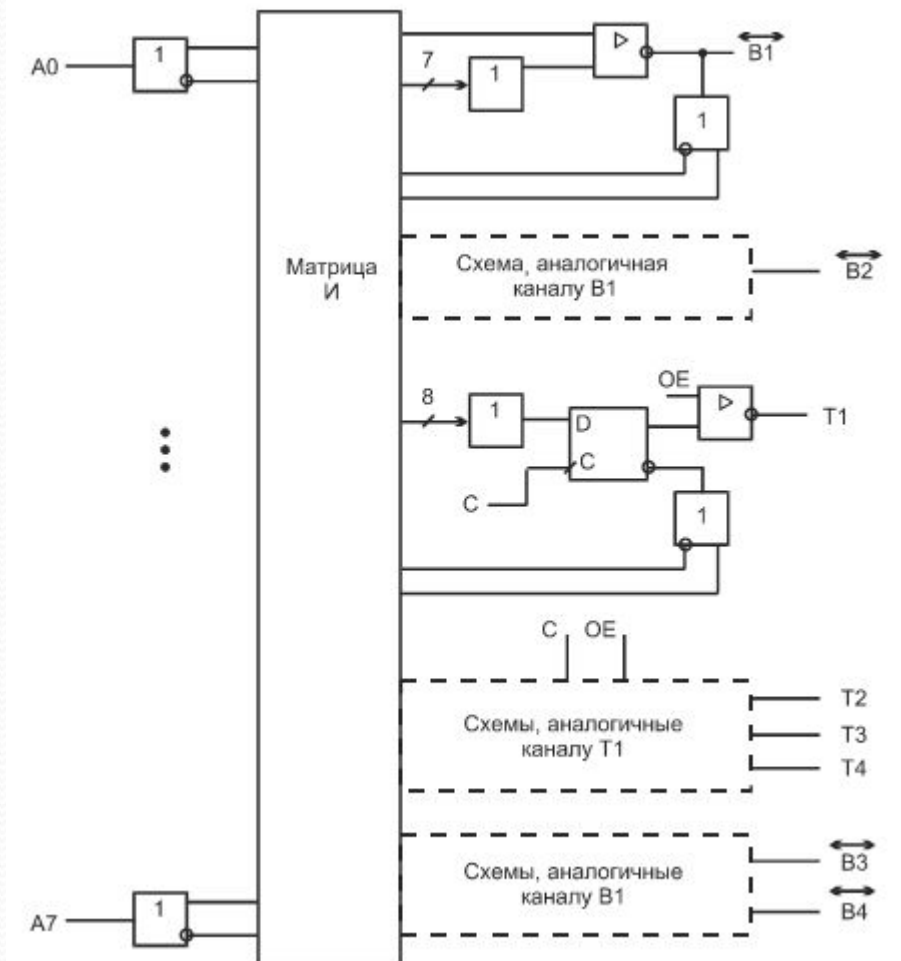 A0
1
7
1
▷
B1
1
Матрица
И
Схема, аналогичная
каналу B1
B2
8
1
D
C
C
OE
▷
T1
1
C OE
Схемы, аналогичные
каналу T1
T2
T3
T4
Схемы, аналогичные
каналу B1
B3
B4
A7
1